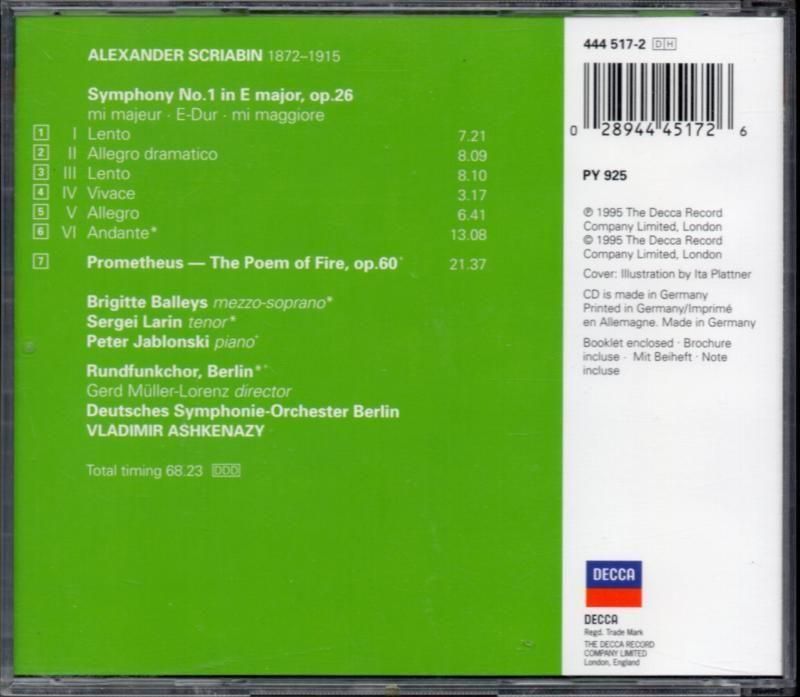 ALEXANDER SCRIABIN 1872–1915
Symphony No.1 in E major, op.26
mi majeur · E-Dur · mi maggiore
1 I Lento 7.21
2 II Allegro dramatico 8.09
3 III Lento 8.10
4 IV Vivace 3.17
5 V Allegro 6.41
6 VI Andante* 13.08
7 Prometheus — The Poem of Fire, op.60+ 21.37
Brigitte Balleys mezzo-soprano*
Sergei Larin tenor*
Peter Jablonski piano+
Rundfunkchor, Berlin*+
Gerd Müller-Lorenz director
Deutsches Symphonie-Orchester Berlin
VLADIMIR ASHKENAZY
Total timing 68.23 DDD
444 517-2 DH
0 28944 45172 6
PY 925
℗ 1995 The Decca Record
Company Limited, London
© 1995 The Decca Record
Company Limited, London
Cover: Illustration by Ita Plattner
CD is made in Germany
Printed in Germany/Imprimé
en Allemagne. Made in Germany
Booklet enclosed · Brochure
incluse · Mit Beiheft · Note
incluse
DECCA
DECCA
Regd. Trade Mark
THE DECCA RECORD
COMPANY LIMITED
London, England